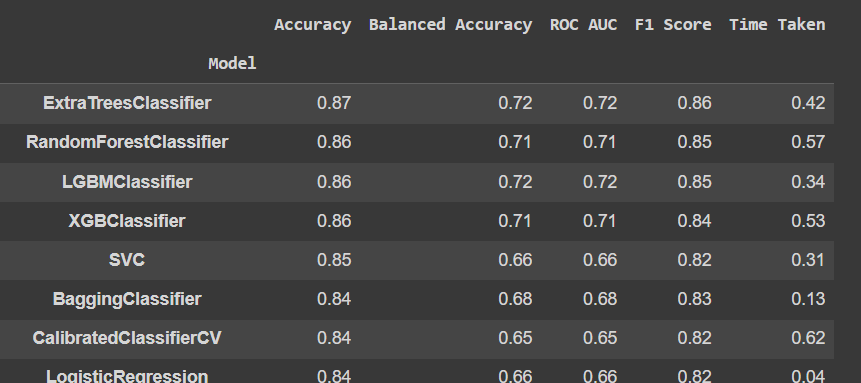 Accuracy Balanced Accuracy ROC AUC F1 Score Time Taken
Model
ExtraTreesClassifier 0.87 0.72 0.72 0.86 0.42
RandomForestClassifier 0.86 0.71 0.71 0.85 0.57
LGBMClassifier 0.86 0.72 0.72 0.85 0.34
XGBClassifier 0.86 0.71 0.71 0.84 0.53
SVC 0.85 0.66 0.66 0.82 0.31
BaggingClassifier 0.84 0.68 0.68 0.83 0.13
CalibratedClassifierCV 0.84 0.65 0.65 0.82 0.62
LogisticRegression 0.84 0.66 0.66 0.82 0.04